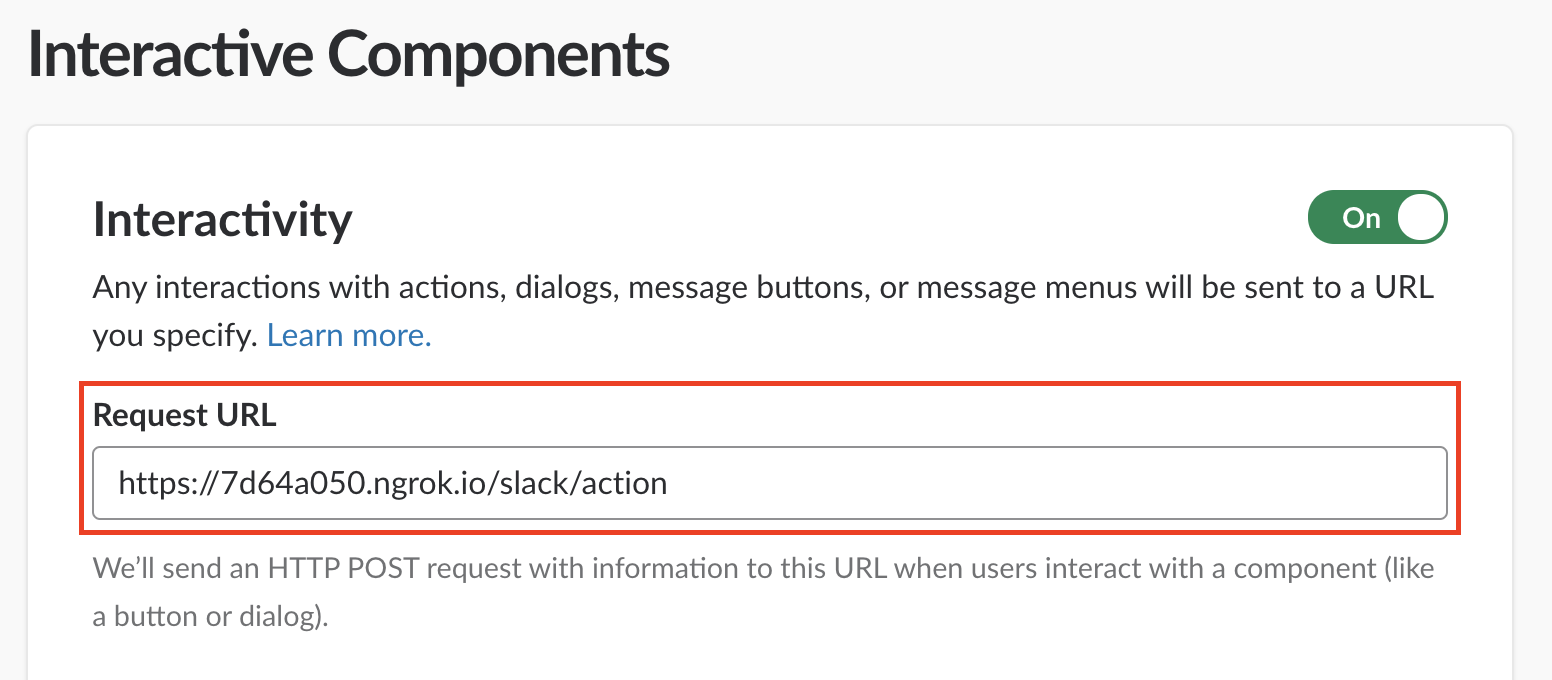 Interactive Components
Interactivity
On
Any interactions with actions, dialogs, message buttons, or message menus will be sent to a URL
you specify. Learn more.
Request URL
https://7d64a050.ngrok.io/slack/action
We’ll send an HTTP POST request with information to this URL when users interact with a component (like
a button or dialog).